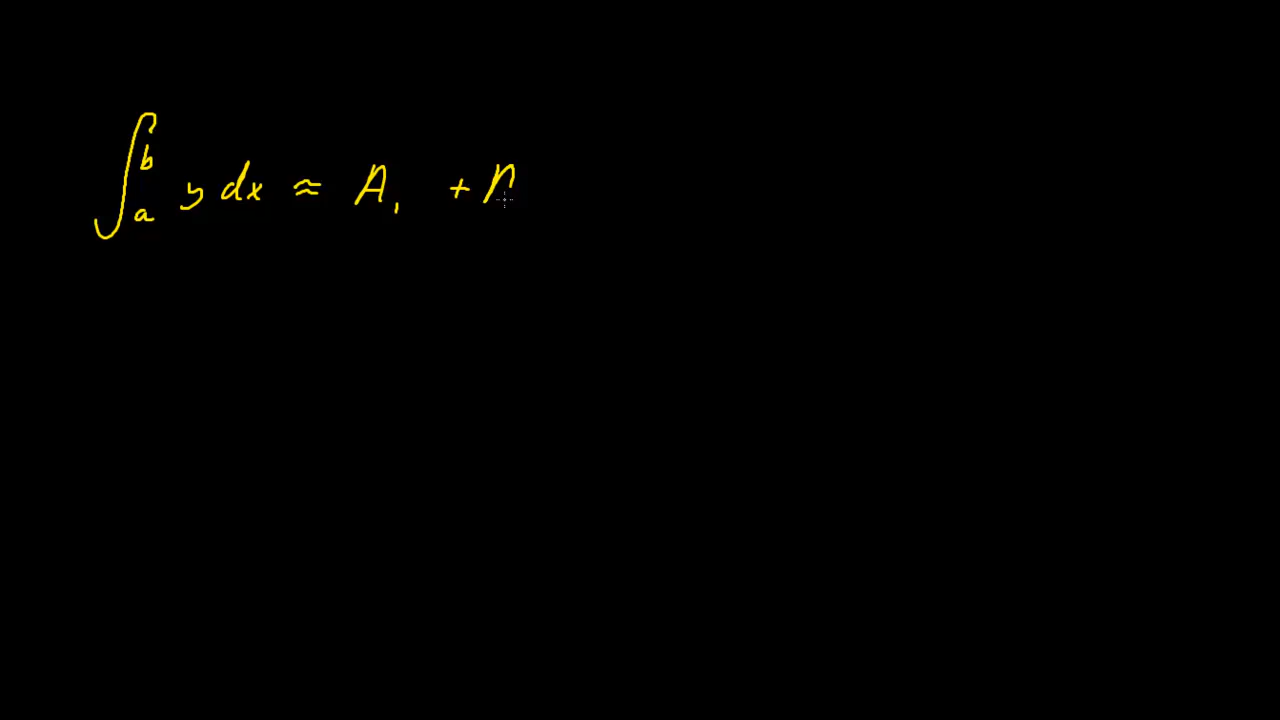 ∫ₐᵇ y dx ≈ A₁ +